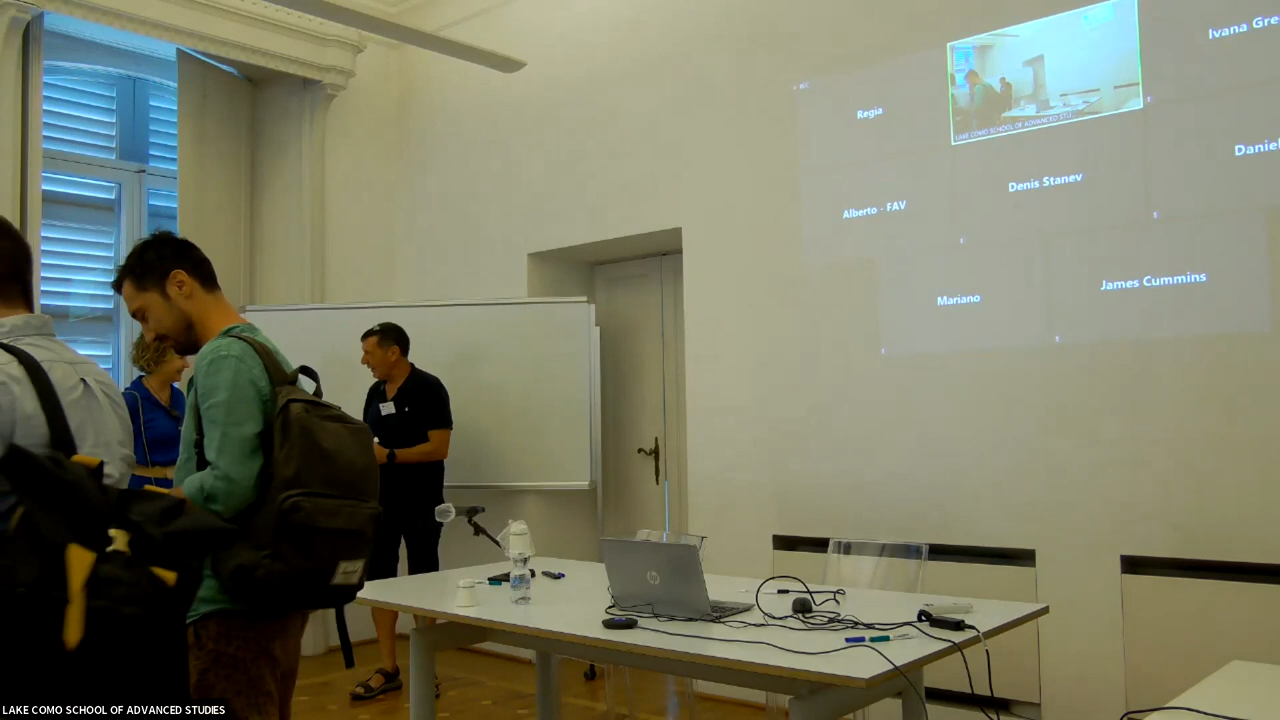 Ivana Gre
Regia
LAKE COMO SCHOOL OF ADVANCED STU...
Daniel
Denis Stanev
Alberto - FAV
James Cummins
Mariano
hp
LAKE COMO SCHOOL OF ADVANCED STUDIES